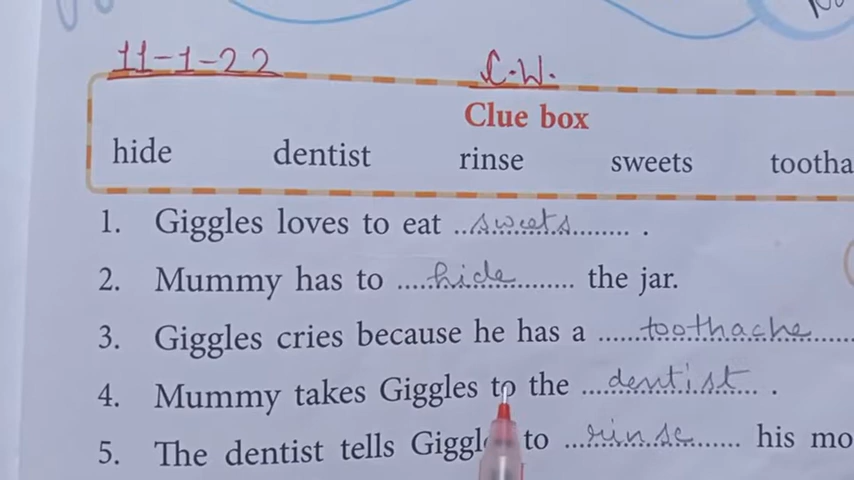 11-1-22 C.W.
Clue box
hide dentist rinse sweets tootha
1. Giggles loves to eat ..sweets........ .
2. Mummy has to .....hide.......... the jar.
3. Giggles cries because he has a .......toothache......
4. Mummy takes Giggles to the ....dentist... .
5. The dentist tells Giggl to ...rinse....... his mo